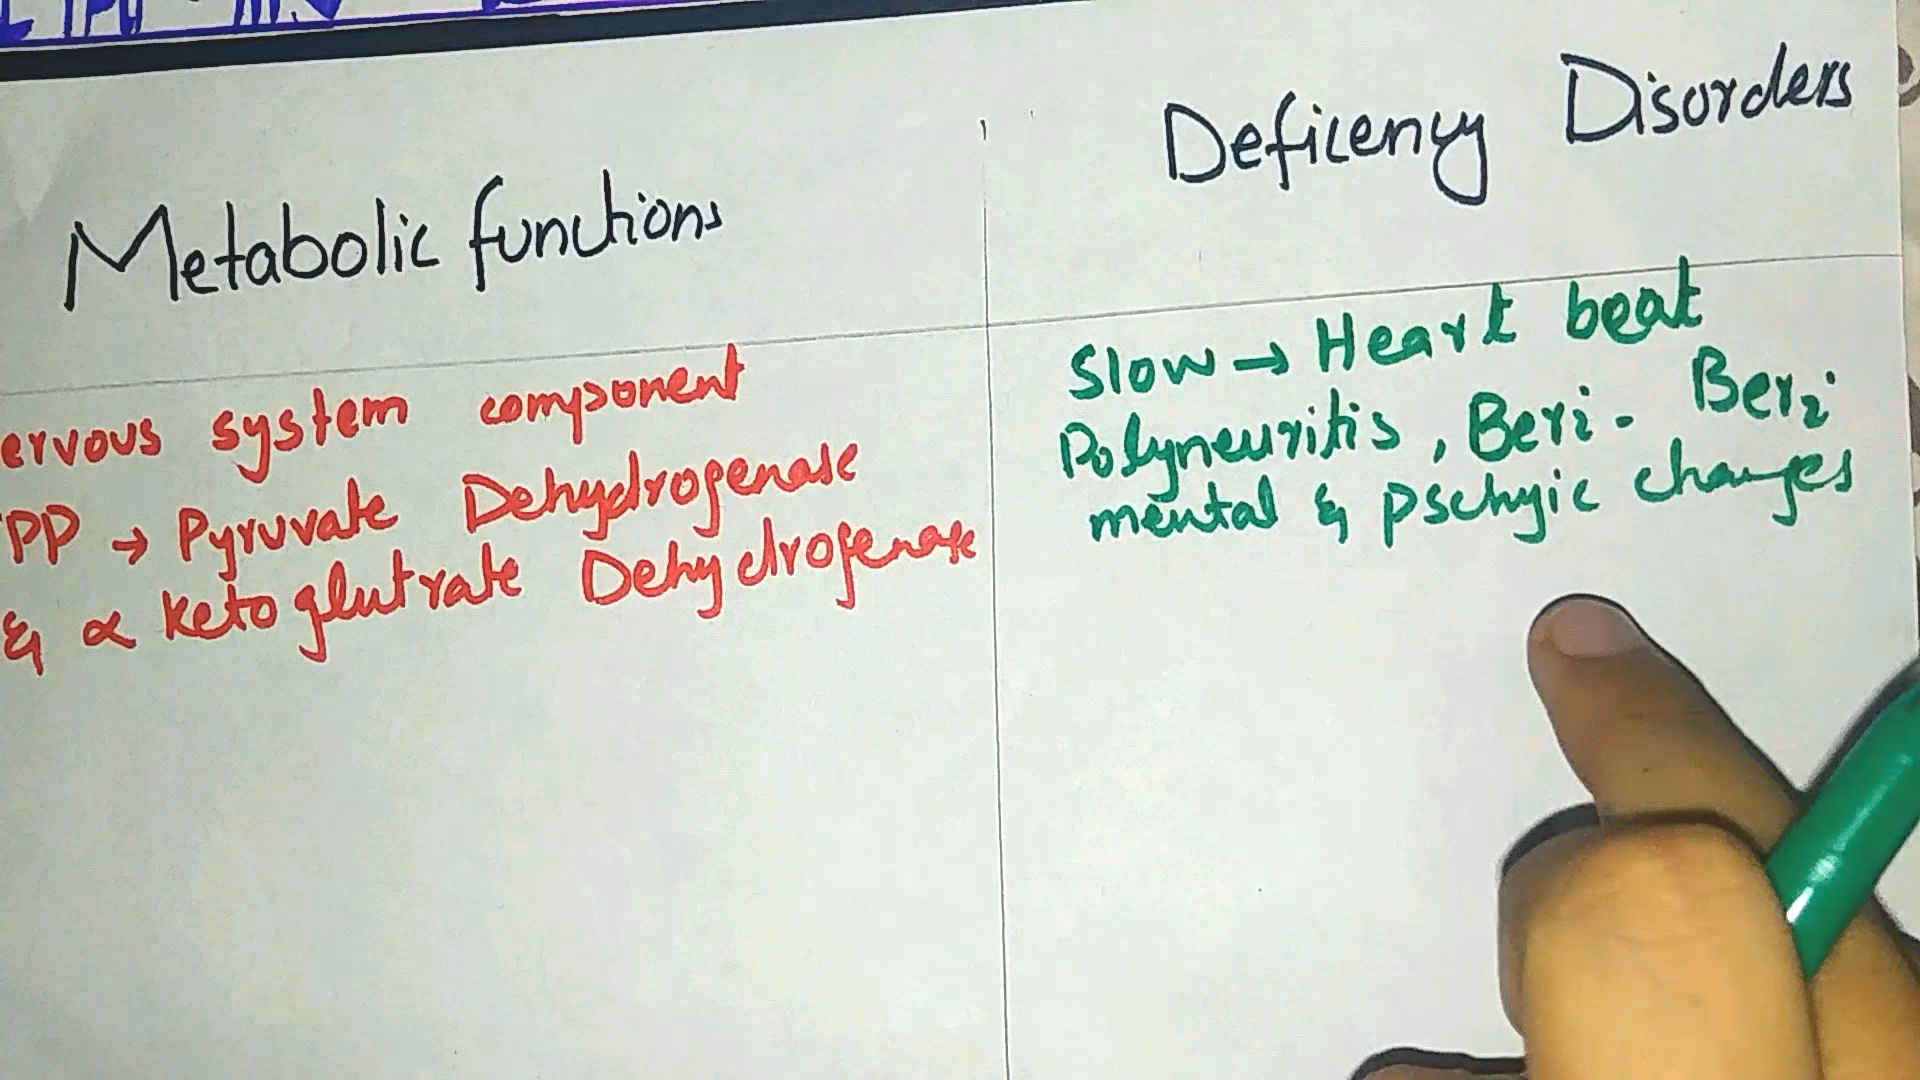 Metabolic functions
Deficency Disorders
ervous system component
PP → Pyruvate Dehydrogenase
& α Ketoglutrate Dehydrogenase
Slow → Heart beat
Polyneuritis, Beri - Beri
mental & pschyic changes